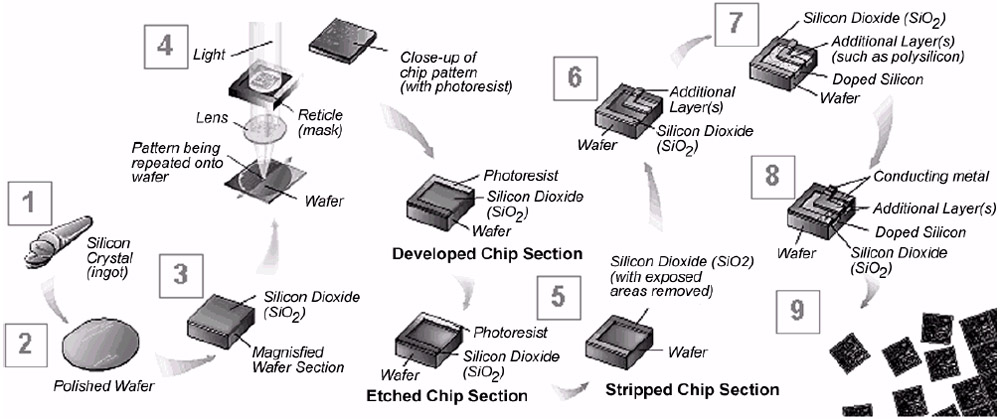 1
Silicon
Crystal
(ingot)
2
Polished Wafer
3
Silicon Dioxide
(SiO2)
Magnisfied
Wafer Section
4
Light
Reticle
(mask)
Lens
Pattern being
repeated onto
wafer
Wafer
Close-up of
chip pattern
(with photoresist)
Photoresist
Silicon Dioxide
(SiO2)
Wafer
Developed Chip Section
Photoresist
Silicon Dioxide
(SiO2)
Wafer
Etched Chip Section
5
Silicon Dioxide (SiO2)
(with exposed
areas removed)
Wafer
Stripped Chip Section
6
Additional
Layer(s)
Silicon Dioxide
(SiO2)
Wafer
7
Silicon Dioxide (SiO2)
Additional Layer(s)
(such as polysilicon)
Doped Silicon
Wafer
8
Conducting metal
Additional Layer(s)
Doped Silicon
Silicon Dioxide
(SiO2)
Wafer
9